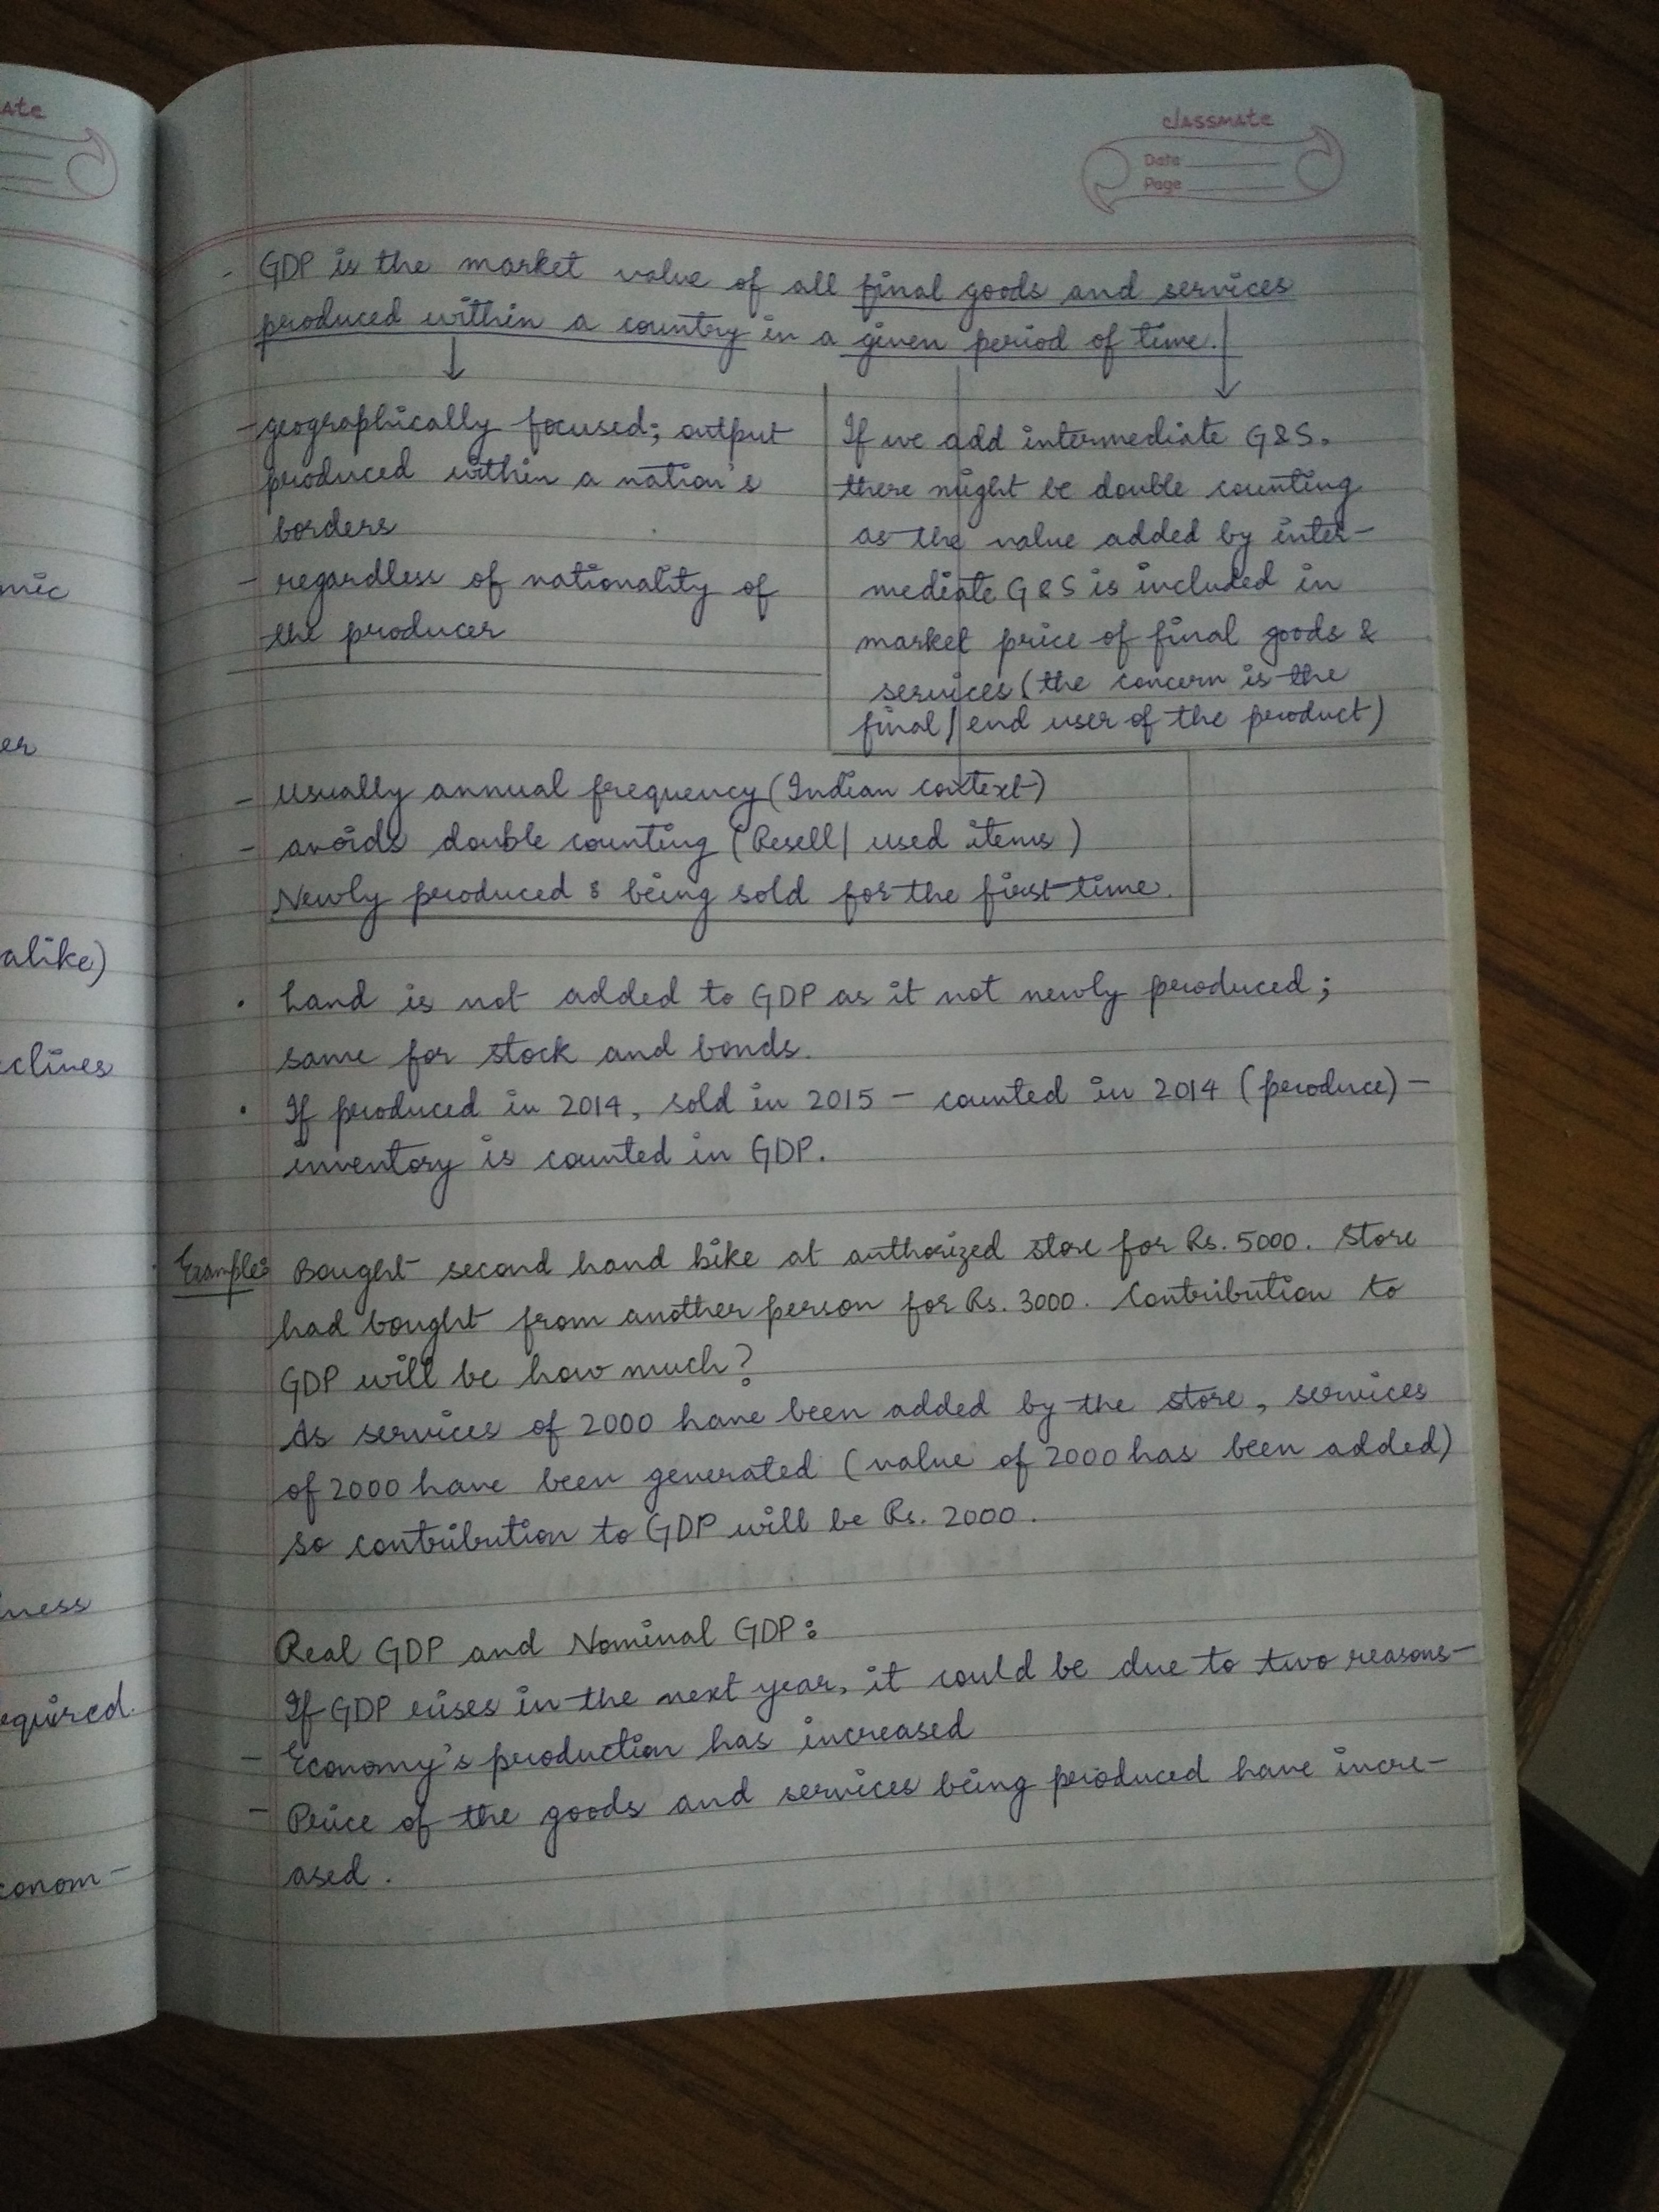 Ate
mic
er
alike)
clines
ness
equired.
conom-
classmate
Date
Page
- GDP is the market value of all final goods and services
produced within a country in a given period of time.
- geographically focused; output
produced within a nation's
borders
- regardless of nationality of
the producer
If we add intermediate G&S,
there might be double counting
as the value added by inter-
mediate G&S is included in
market price of final goods &
services (the concern is the
final/end user of the product)
- Usually annual frequency (Indian context)
- avoids double counting (Resell/used items)
Newly produced & being sold for the first time.
• Land is not added to GDP as it not newly produced;
same for stock and bonds.
• If produced in 2014, sold in 2015 - counted in 2014 (produce) -
inventory is counted in GDP.
Example: Bought second hand bike at authorized store for Rs. 5000. Store
had bought from another person for Rs. 3000. Contribution to
GDP will be how much?
As services of 2000 have been added by the store, services
of 2000 have been generated (value of 2000 has been added)
so contribution to GDP will be Rs. 2000.
Real GDP and Nominal GDP:
If GDP rises in the next year, it could be due to two reasons-
- Economy's production has increased
- Price of the goods and services being produced have incre-
ased.